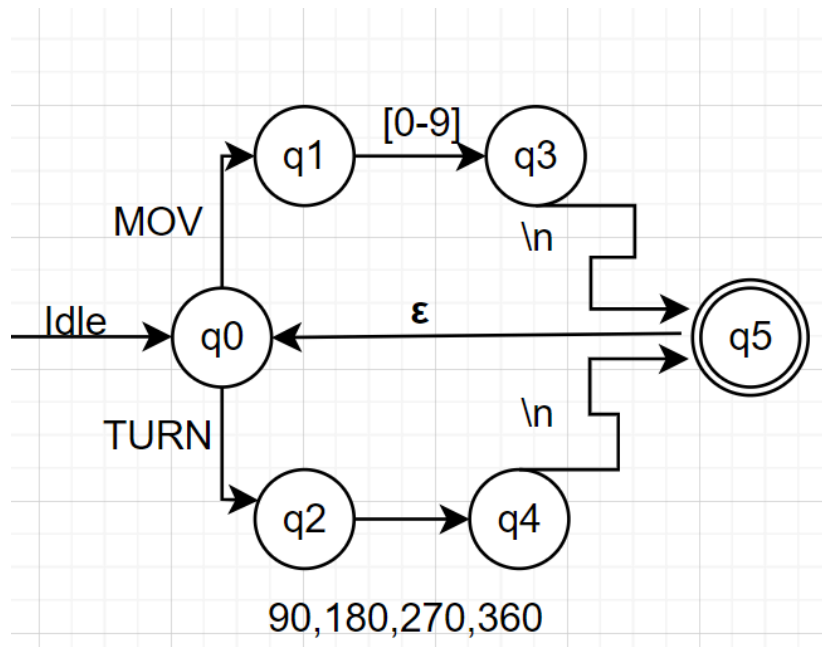 [0-9]
q1
q3
MOV
\n
ε
Idle
q0
q5
\n
TURN
q2
q4
90,180,270,360